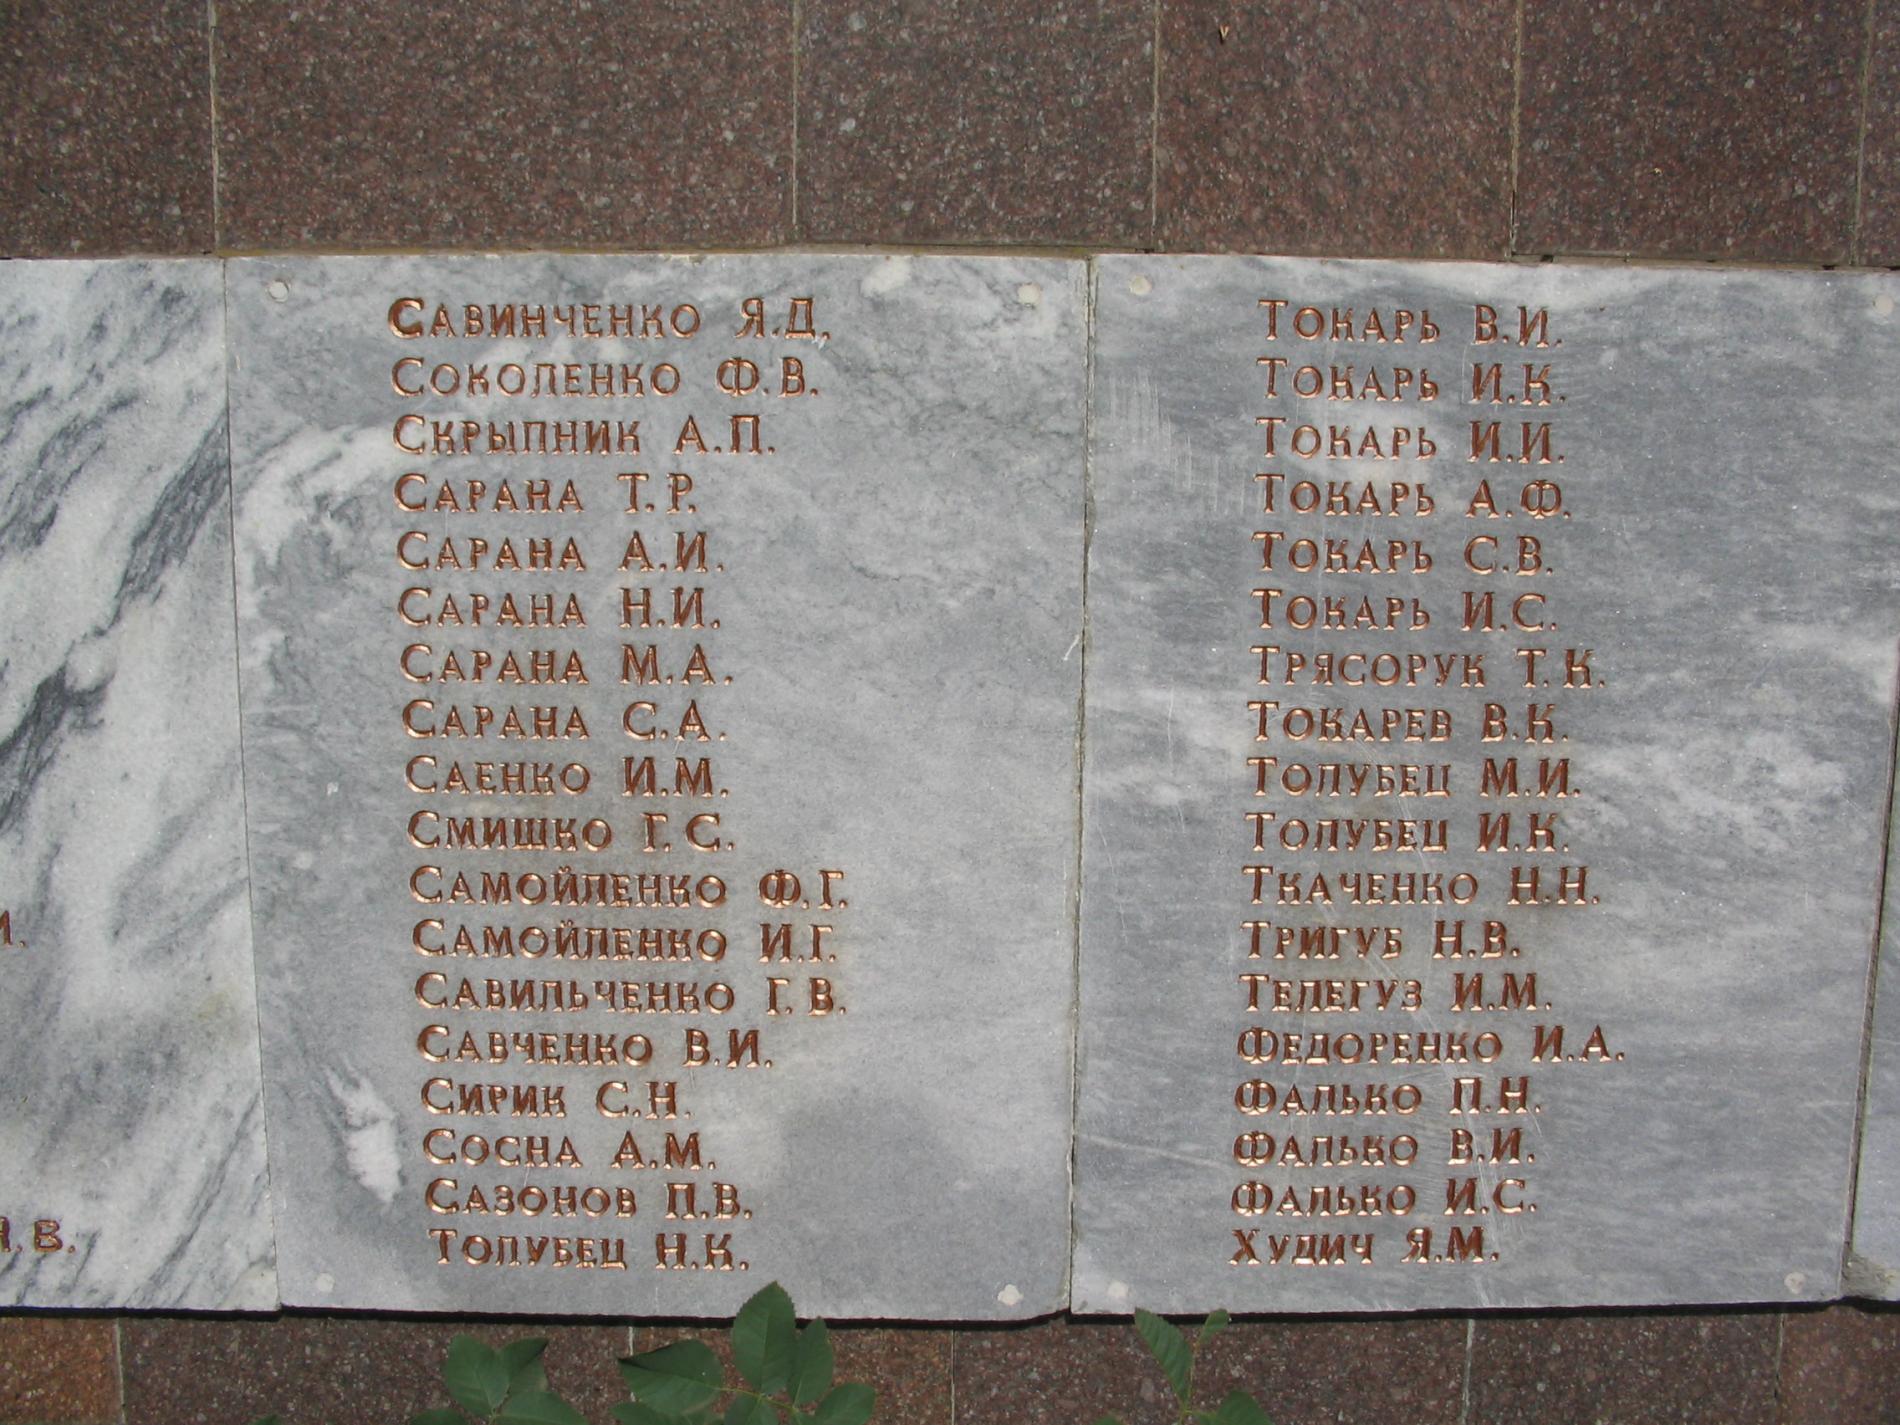 Савинченко Я.Д.
Соколенко Ф.В.
Скрыпник А.П.
Сарана Т.Р.
Сарана А.И.
Сарана Н.И.
Сарана М.А.
Сарана С.А.
Саенко И.М.
Смишко Г.С.
Самойленко Ф.Г.
Самойленко И.Г.
Савильченко Г.В.
Савченко В.И.
Сирик С.Н.
Сосна А.М.
Сазонов П.В.
Толубец Н.К.
Токарь В.И.
Токарь И.К.
Токарь И.И.
Токарь А.Ф.
Токарь С.В.
Токарь И.С.
Трясорук Т.К.
Токарев В.К.
Толубец М.И.
Толубец И.К.
Ткаченко Н.Н.
Тригуб Н.В.
Телегуз И.М.
Федоренко И.А.
Фалько П.Н.
Фалько В.И.
Фалько И.С.
Худич Я.М.